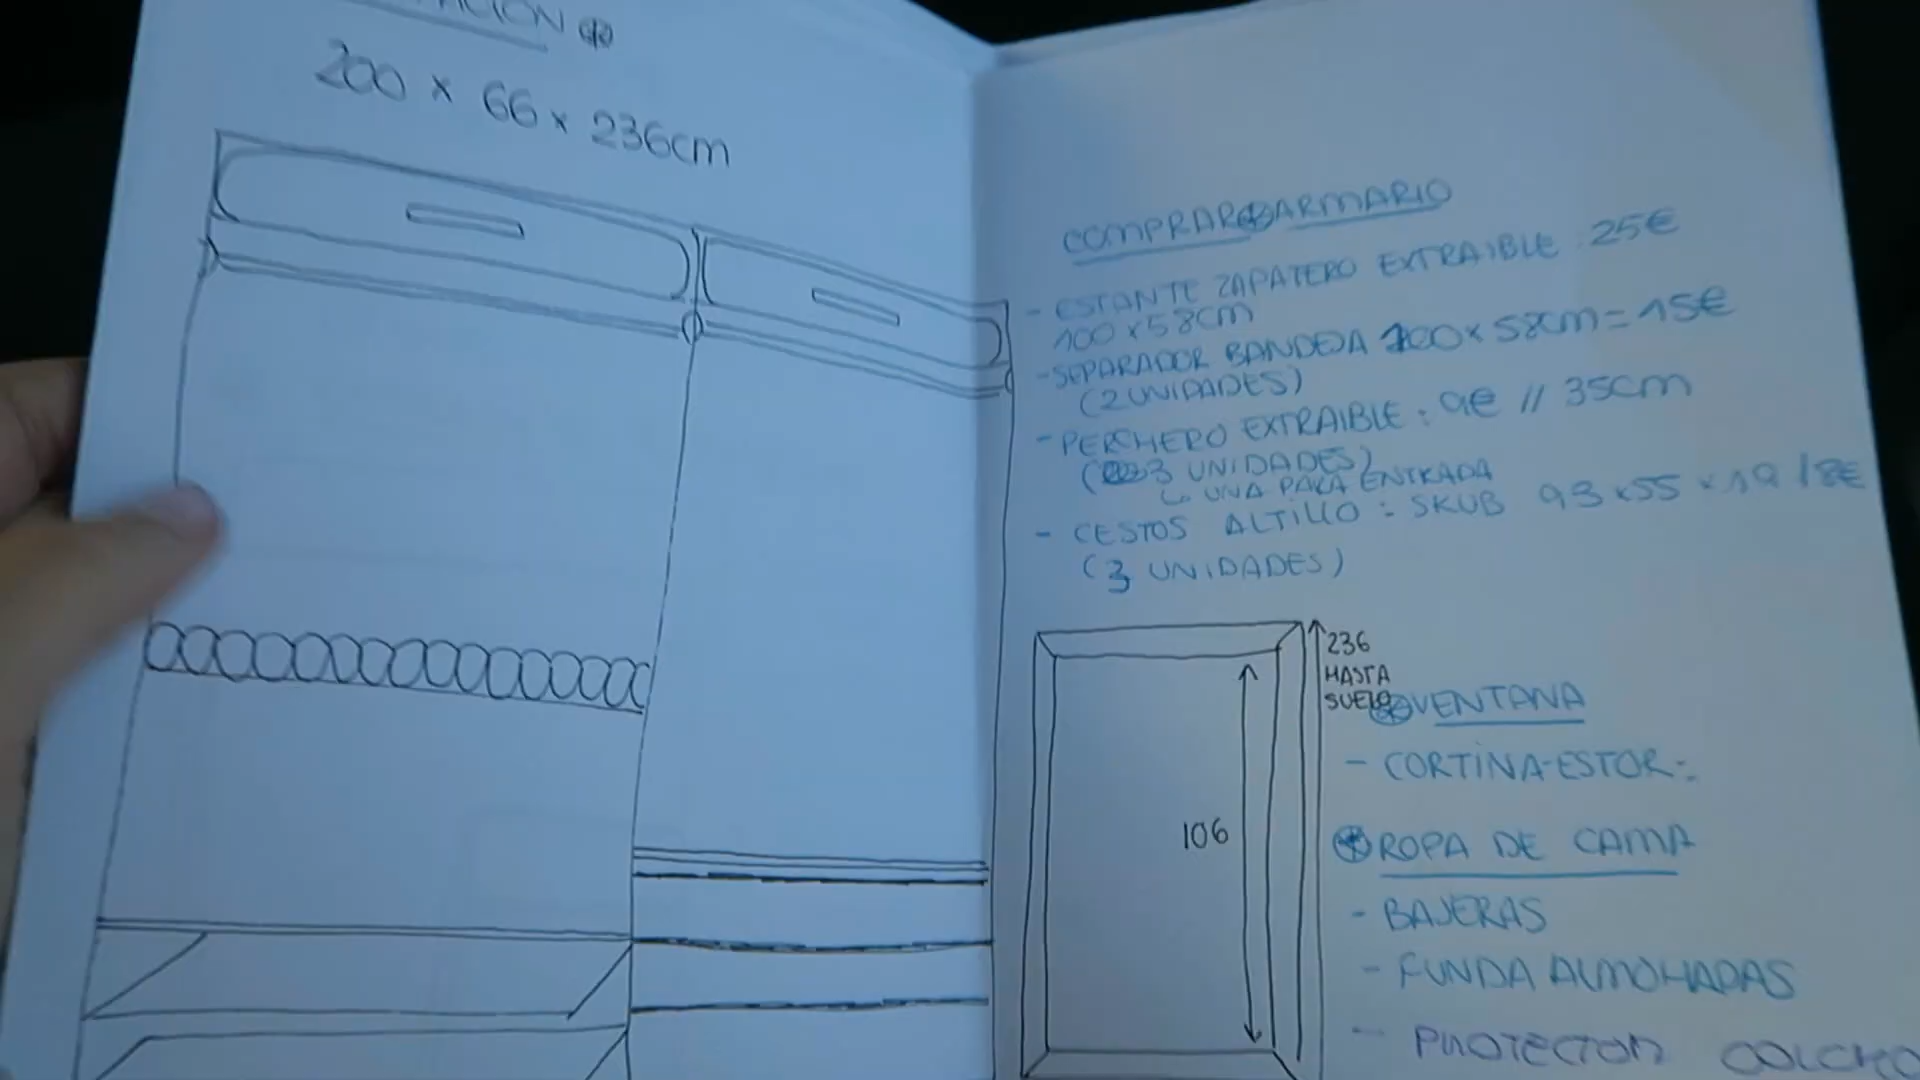 200 x 66 x 236cm
COMPRAR ARMARIO
- ESTANTE ZAPATERO EXTRAIBLE : 25€
100 x 58cm
- SEPARADOR BANDEJA 100 x 58cm = 15€
(2 UNIDADES)
- PERCHERO EXTRAIBLE : 9€ // 35cm
(3 UNIDADES)
↳ UNA PARA ENTRADA
- CESTOS ALTILLO : SKUB 93 x 55 x 19 / 8€
(3 UNIDADES)
236
HASTA
SUELO
106
VENTANA
- CORTINA-ESTOR :
ROPA DE CAMA
- BAJERAS
- FUNDA ALMOHADAS
- PROTECTOR COLCHO